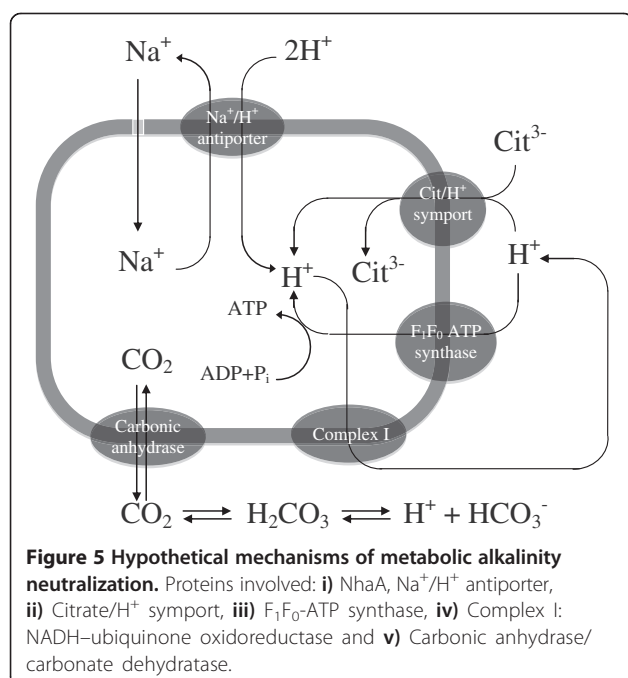 Na⁺
2H⁺
Na⁺/H⁺
antiporter
Cit³⁻
Cit/H⁺
symport
Na⁺
H⁺
Cit³⁻
H⁺
ATP
F₁F₀ ATP
synthase
ADP+Pᵢ
CO₂
Carbonic
anhydrase
Complex I
CO₂ ⇌ H₂CO₃ ⇌ H⁺ + HCO₃⁻
Figure 5 Hypothetical mechanisms of metabolic alkalinity
neutralization. Proteins involved: i) NhaA, Na⁺/H⁺ antiporter,
ii) Citrate/H⁺ symport, iii) F₁F₀-ATP synthase, iv) Complex I:
NADH–ubiquinone oxidoreductase and v) Carbonic anhydrase/
carbonate dehydratase.